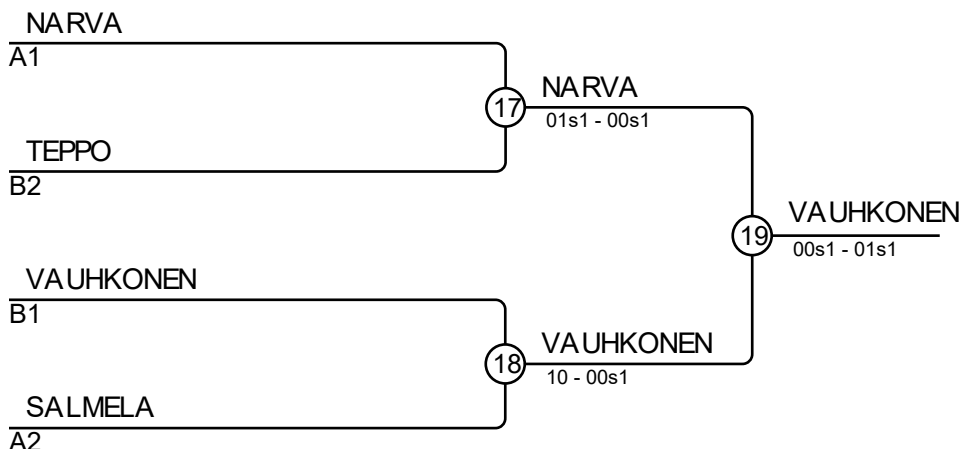 NARVA
A1
17
NARVA
01s1 - 00s1
TEPPO
B2
19
VAUHKONEN
00s1 - 01s1
VAUHKONEN
B1
18
VAUHKONEN
10 - 00s1
SALMELA
A2